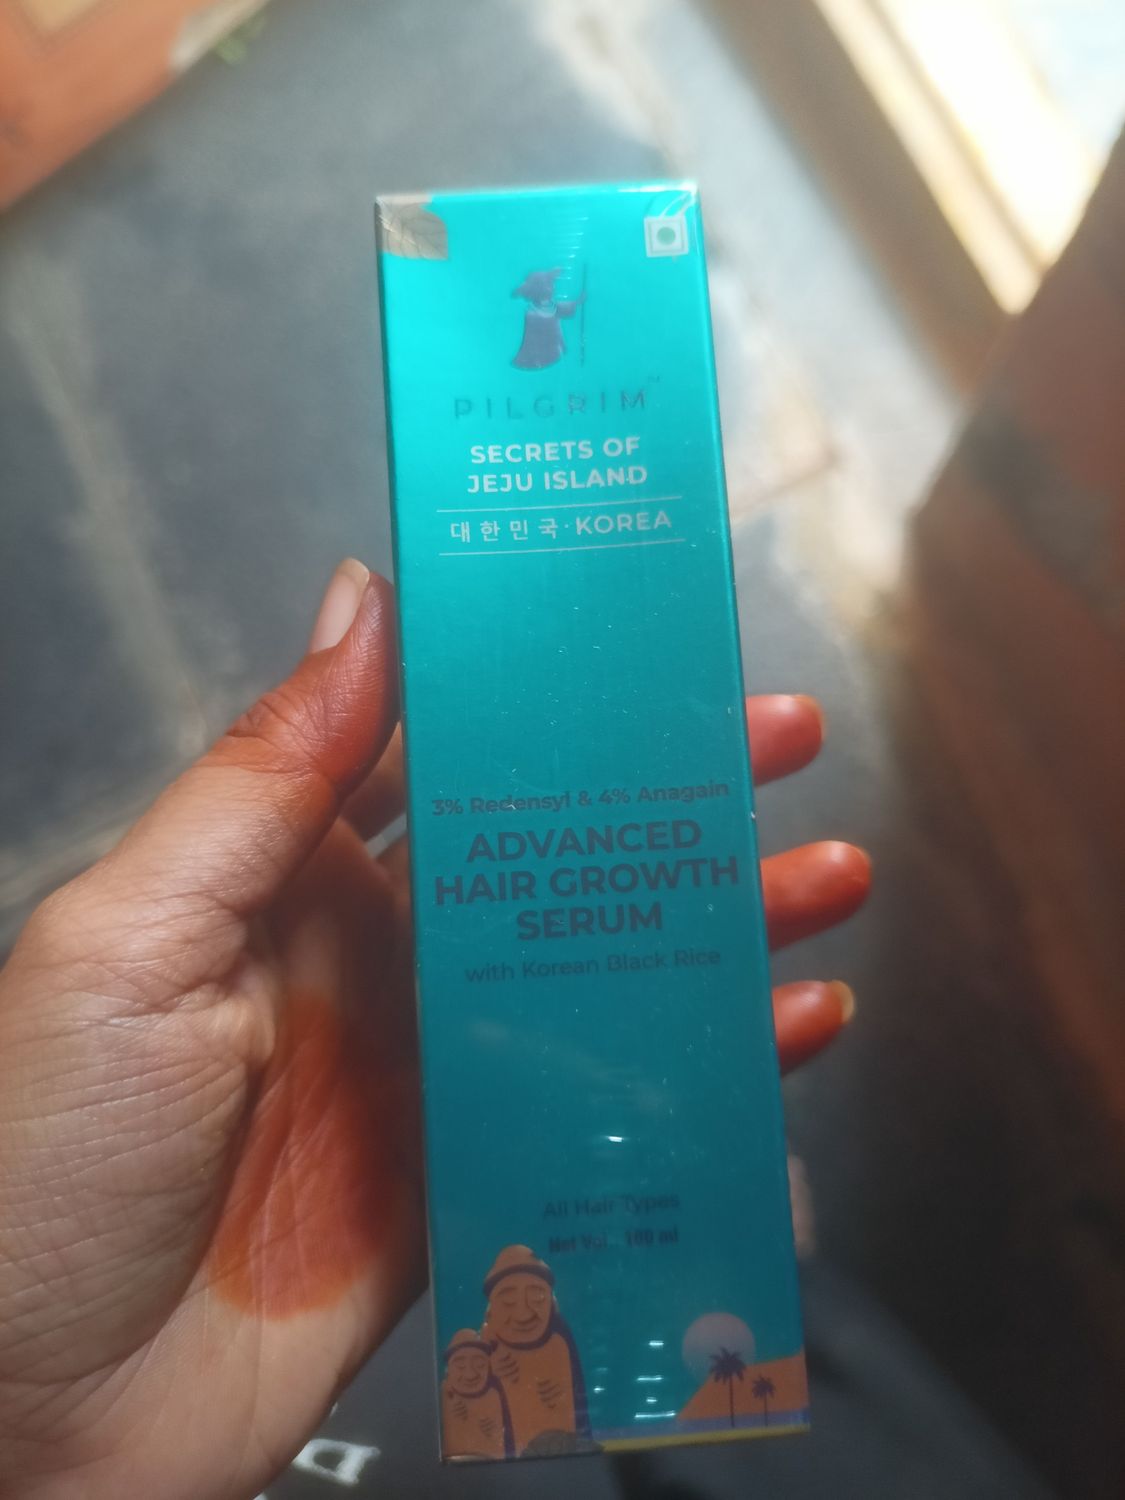 PILGRIM™
SECRETS OF
JEJU ISLAND
대한민국·KOREA
3% Redensyl & 4% Anagain
ADVANCED
HAIR GROWTH
SERUM
with Korean Black Rice
All Hair Types
Net Vol.: 100 ml